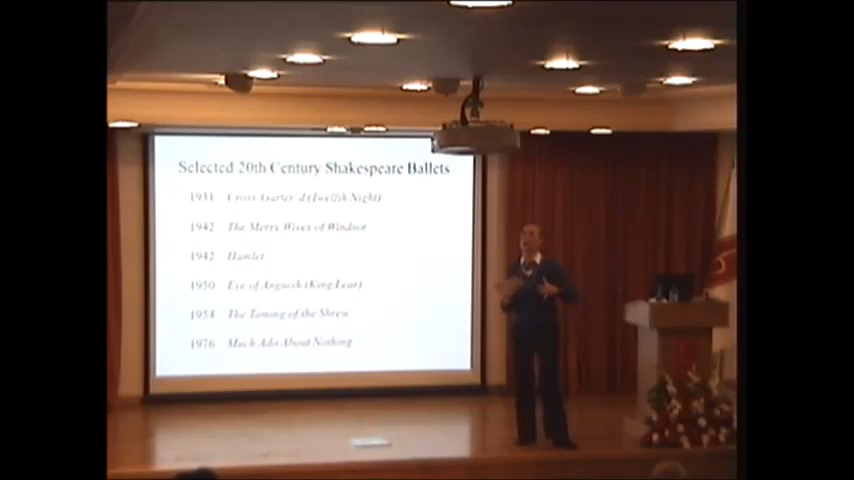 Selected 20th Century Shakespeare Ballets
1931 Cross-Garter'd (Twelfth Night)
1942 The Merry Wives of Windsor
1942 Hamlet
1950 Eve of Anguish (King Lear)
1954 The Taming of the Shrew
1976 Much Ado About Nothing